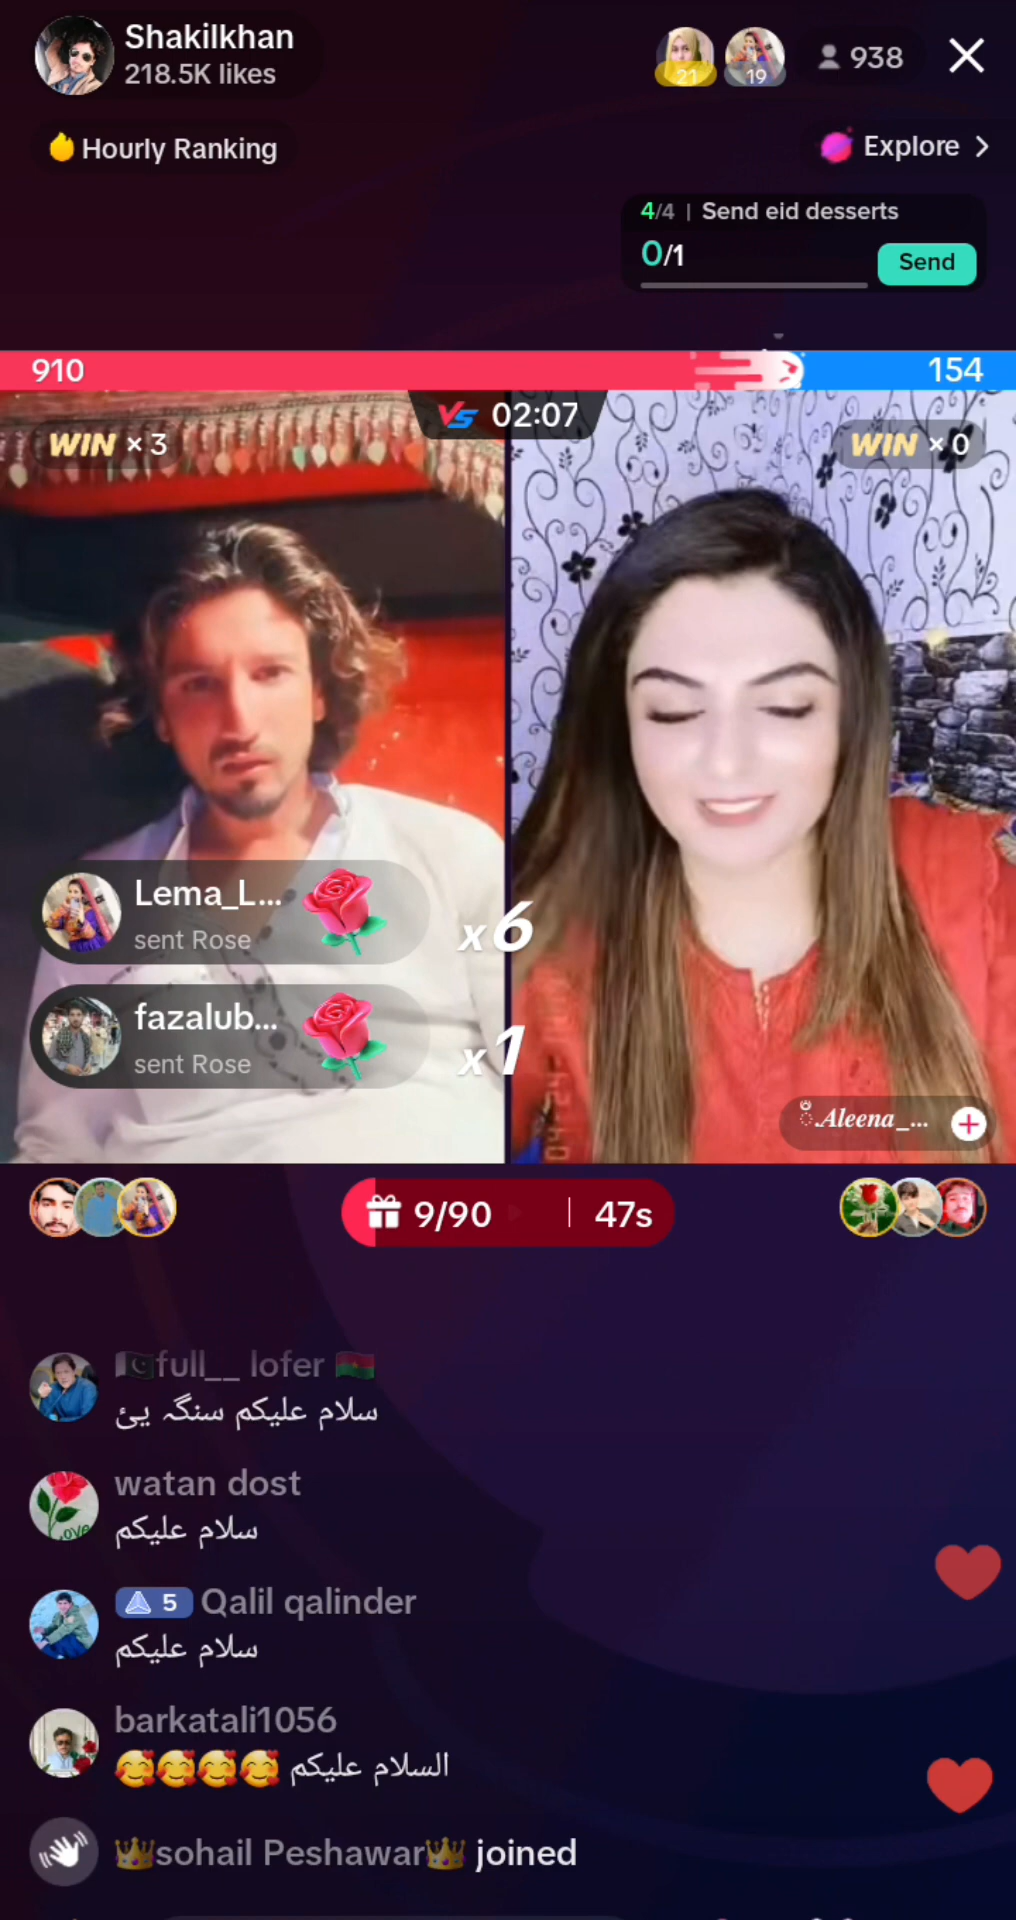 Shakilkhan
218.5K likes
21
19
938
Hourly Ranking
Explore
4/4 | Send eid desserts
0/1
Send
910
154
VS 02:07
WIN × 3
WIN × 0
Lema_L...
sent Rose
x6
fazalub...
sent Rose
x1
.Aleena_...
9/90
47s
full__ lofer
سلام علیکم سنگہ یئ
watan dost
سلام علیکم
5 Qalil qalinder
سلام علیکم
barkatali1056
السلام علیکم 🥰🥰🥰🥰
👑sohail Peshawar👑 joined